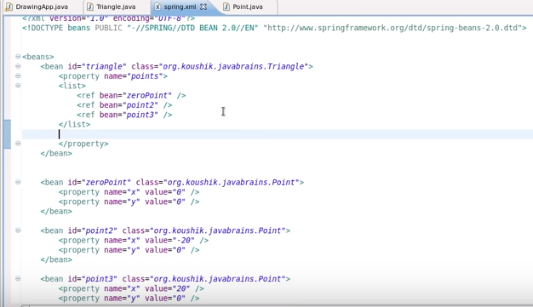 DrawingApp.java Triangle.java spring.xml Point.java
<?xml version="1.0" encoding="UTF-8"?>
<!DOCTYPE beans PUBLIC "-//SPRING//DTD BEAN 2.0//EN" "http://www.springframework.org/dtd/spring-beans-2.0.dtd">
<beans>
<bean id="triangle" class="org.koushik.javabrains.Triangle">
<property name="points">
<list>
<ref bean="zeroPoint" />
<ref bean="point2" />
<ref bean="point3" />
</list>
</property>
</bean>
<bean id="zeroPoint" class="org.koushik.javabrains.Point">
<property name="x" value="0" />
<property name="y" value="0" />
</bean>
<bean id="point2" class="org.koushik.javabrains.Point">
<property name="x" value="-20" />
<property name="y" value="0" />
</bean>
<bean id="point3" class="org.koushik.javabrains.Point">
<property name="x" value="20" />
<property name="y" value="0" />